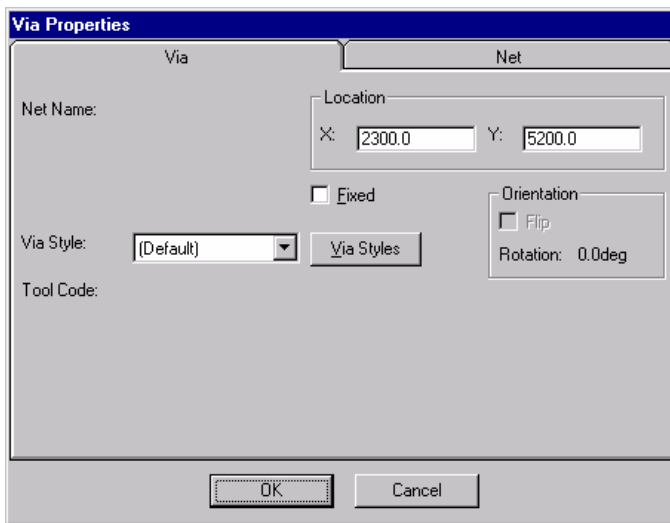 Via Properties
Via Net
Net Name:
Location
X: 2300.0 Y: 5200.0
Fixed
Orientation
Flip
Via Style: (Default) Via Styles
Rotation: 0.0deg
Tool Code:
OK Cancel